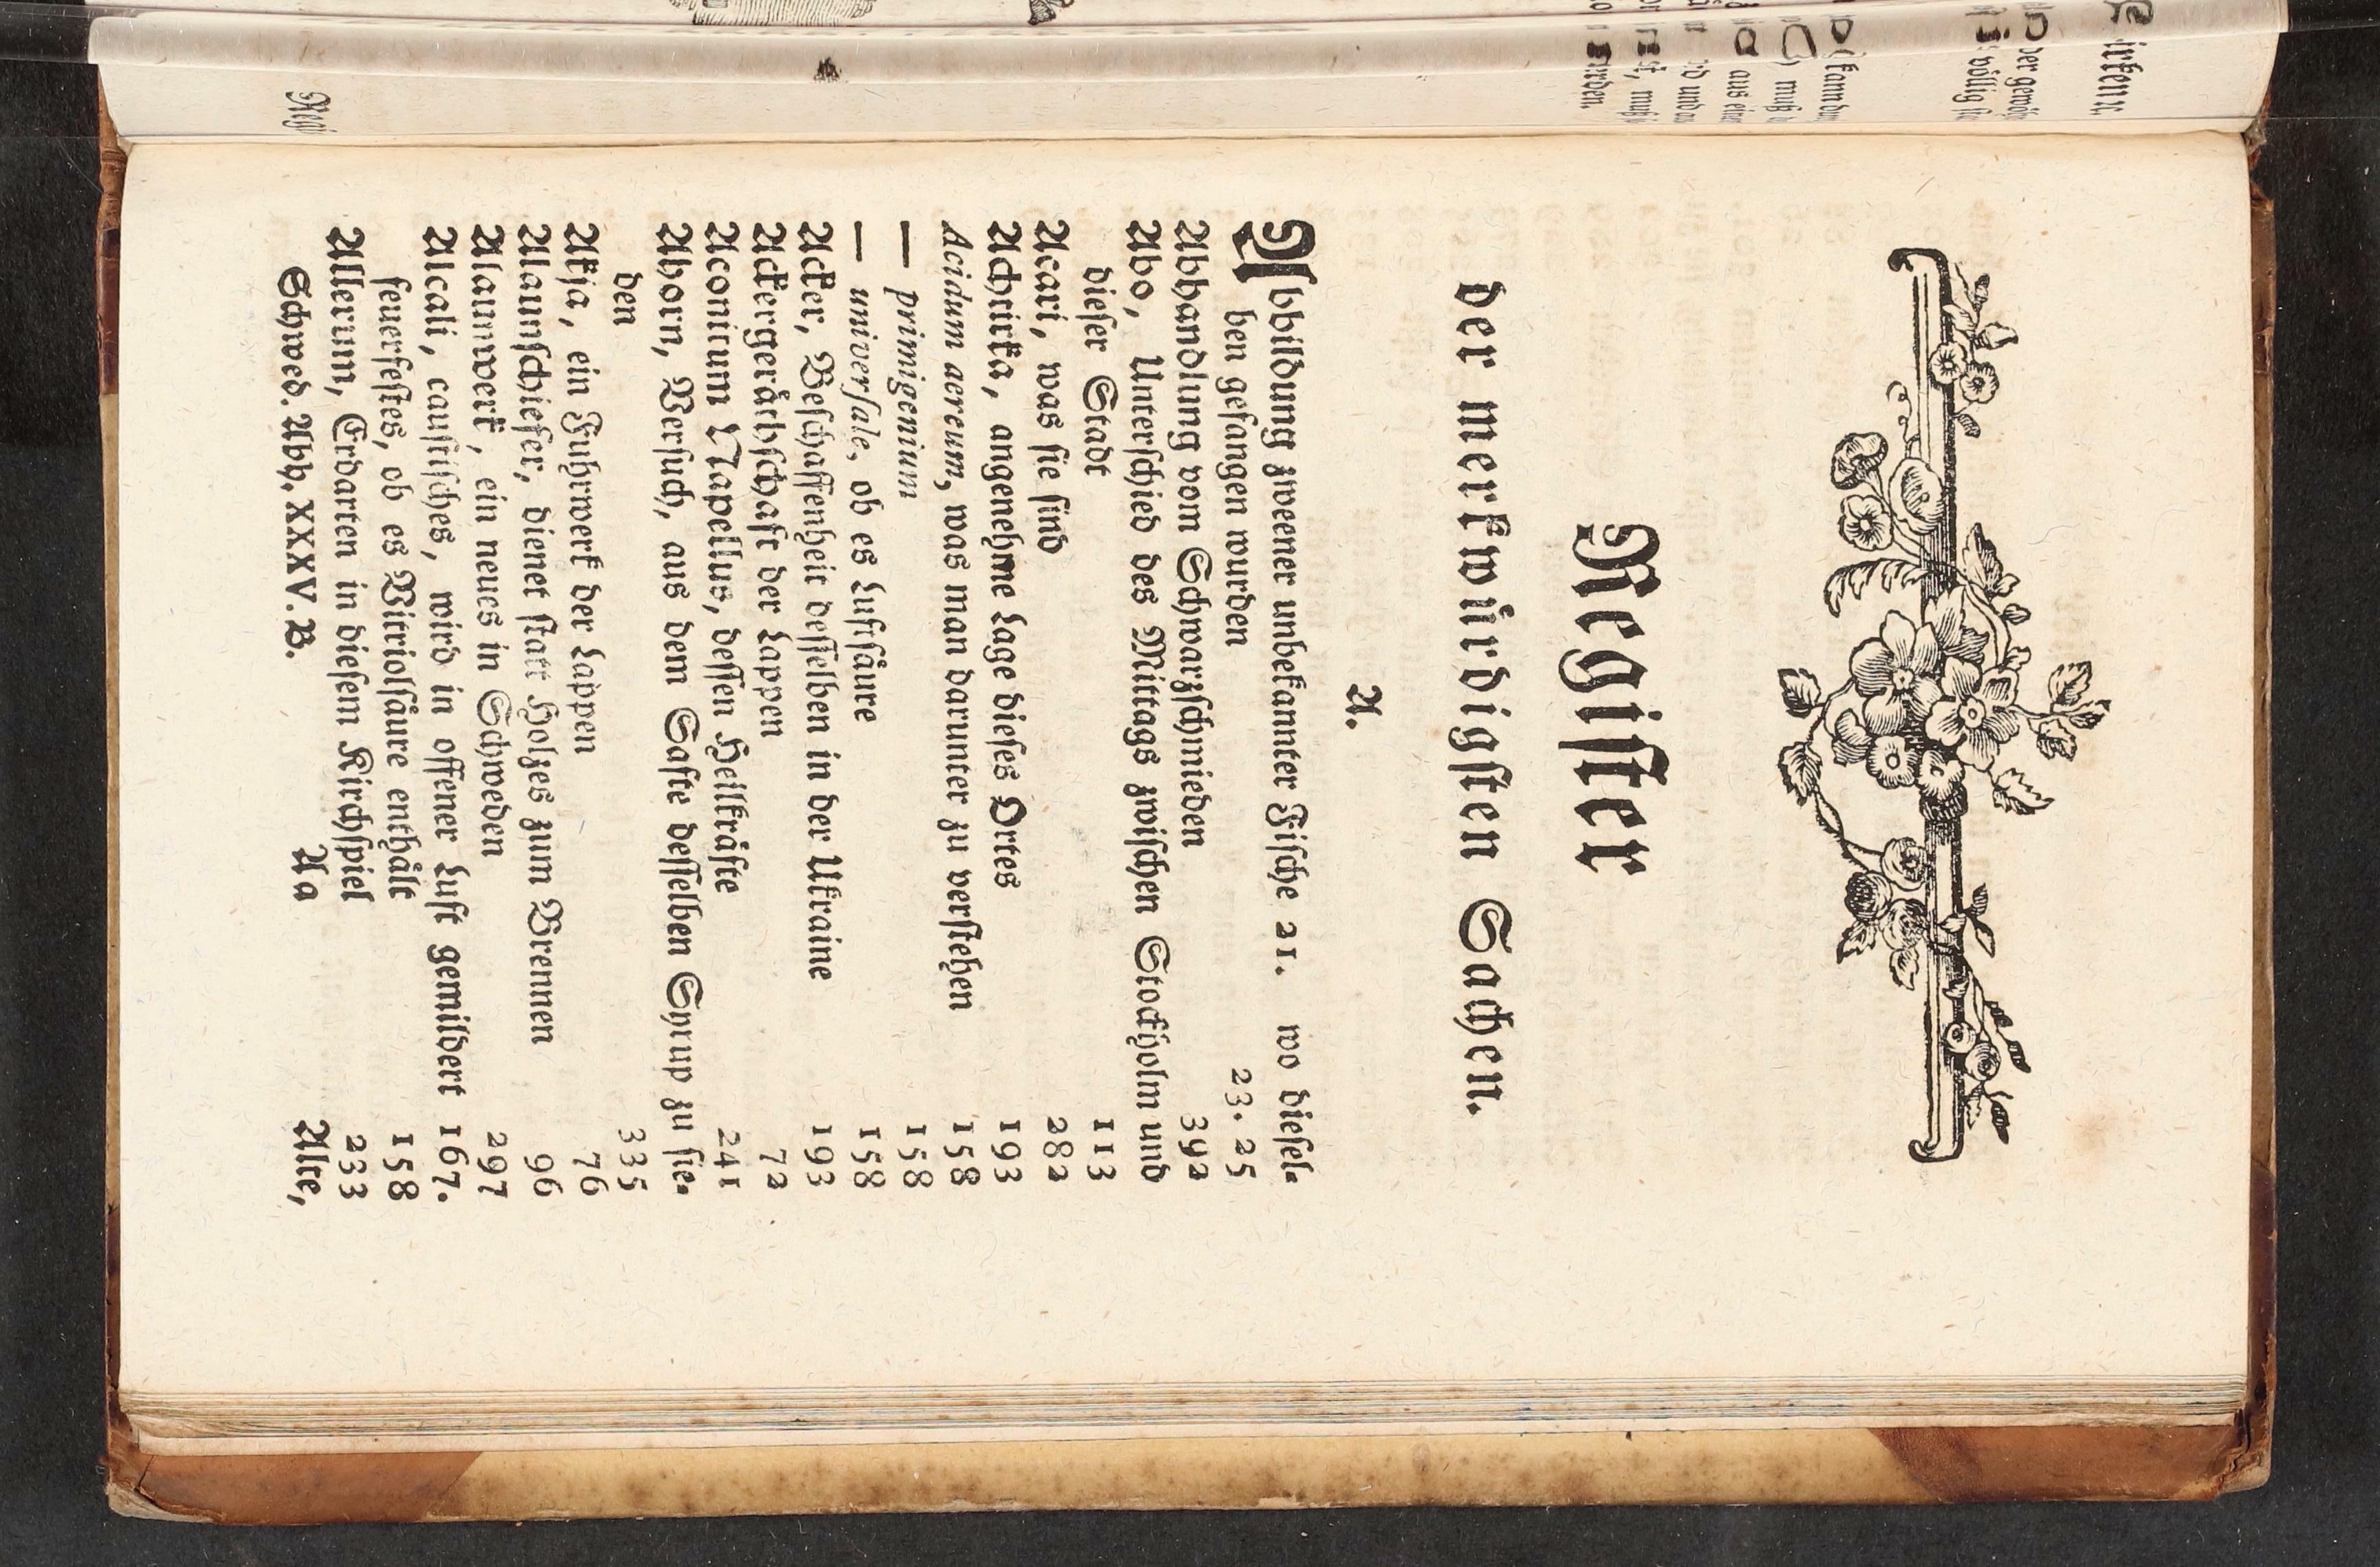 Regiſter
der merkwürdigſten Sachen.
A.
Abbildung zweener unbekannter Fiſche 21. wo dieſel-
ben gefangen wurden 23. 25
Abhandlung vom Schwarzſchmieden 392
Abo, Unterſchied des Mittags zwiſchen Stockholm und
dieſer Stadt 113
Acari, was ſie ſind 282
Achirka, angenehme Lage dieſes Ortes 193
Acidum aereum, was man darunter zu verſtehen 158
— primigenium 158
— univerſale, ob es Luftſäure 158
Acker, Beſchaffenheit deſſelben in der Ukraine 193
Ackergeräthſchaft der Lappen 72
Aconitum Napellus, deſſen Heilkräfte 241
Ahorn, Verſuch, aus dem Safte deſſelben Syrup zu ſie-
den 335
Akja, ein Fuhrwerk der Lappen 76
Alaunſchiefer, dienet ſtatt Holzes zum Brennen 96
Alaunwerk, ein neues in Schweden 297
Alcali, cauſtiſches, wird in offener Luft gemildert 167.
feuerfeſtes, ob es Vitriolſäure enthält 158
Allerum, Erdarten in dieſem Kirchſpiel 233
Schwed. Abh. XXXV. B. A a Alte,